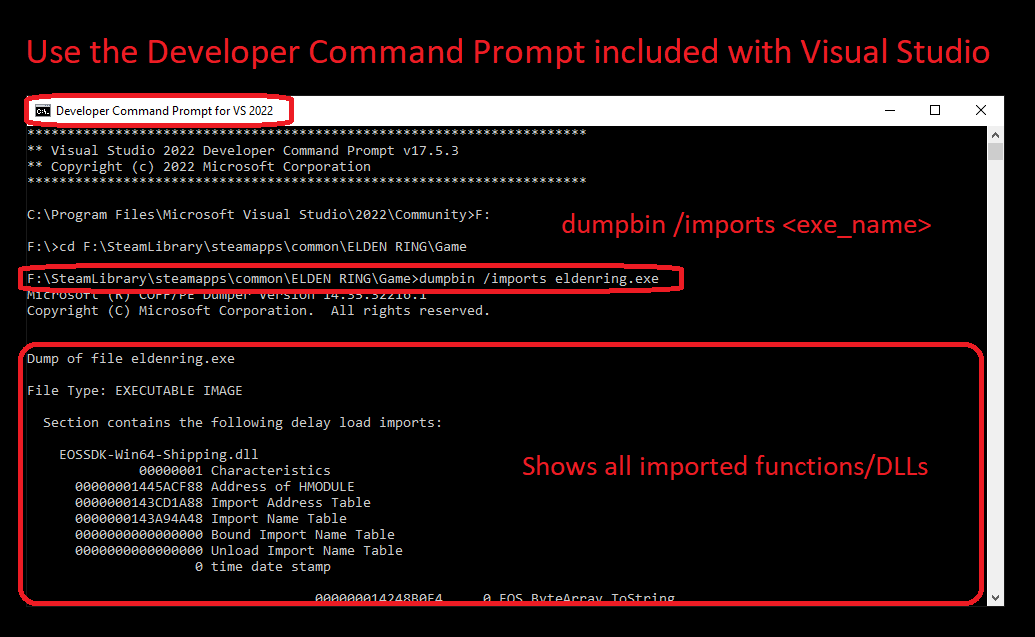 Use the Developer Command Prompt included with Visual Studio
Developer Command Prompt for VS 2022
**********************************************************************
** Visual Studio 2022 Developer Command Prompt v17.5.3
** Copyright (c) 2022 Microsoft Corporation
**********************************************************************
C:\Program Files\Microsoft Visual Studio\2022\Community>F:
dumpbin /imports <exe_name>
F:\>cd F:\SteamLibrary\steamapps\common\ELDEN RING\Game
F:\SteamLibrary\steamapps\common\ELDEN RING\Game>dumpbin /imports eldenring.exe
Microsoft (R) COFF/PE Dumper Version 14.35.32216.1
Copyright (C) Microsoft Corporation.  All rights reserved.
Dump of file eldenring.exe
File Type: EXECUTABLE IMAGE
Section contains the following delay load imports:
EOSSDK-Win64-Shipping.dll
00000001 Characteristics
Shows all imported functions/DLLs
00000001445ACF88 Address of HMODULE
0000000143CD1A88 Import Address Table
0000000143A94A48 Import Name Table
0000000000000000 Bound Import Name Table
0000000000000000 Unload Import Name Table
0 time date stamp
000000014248B0E4 0 EOS_ByteArray_ToString